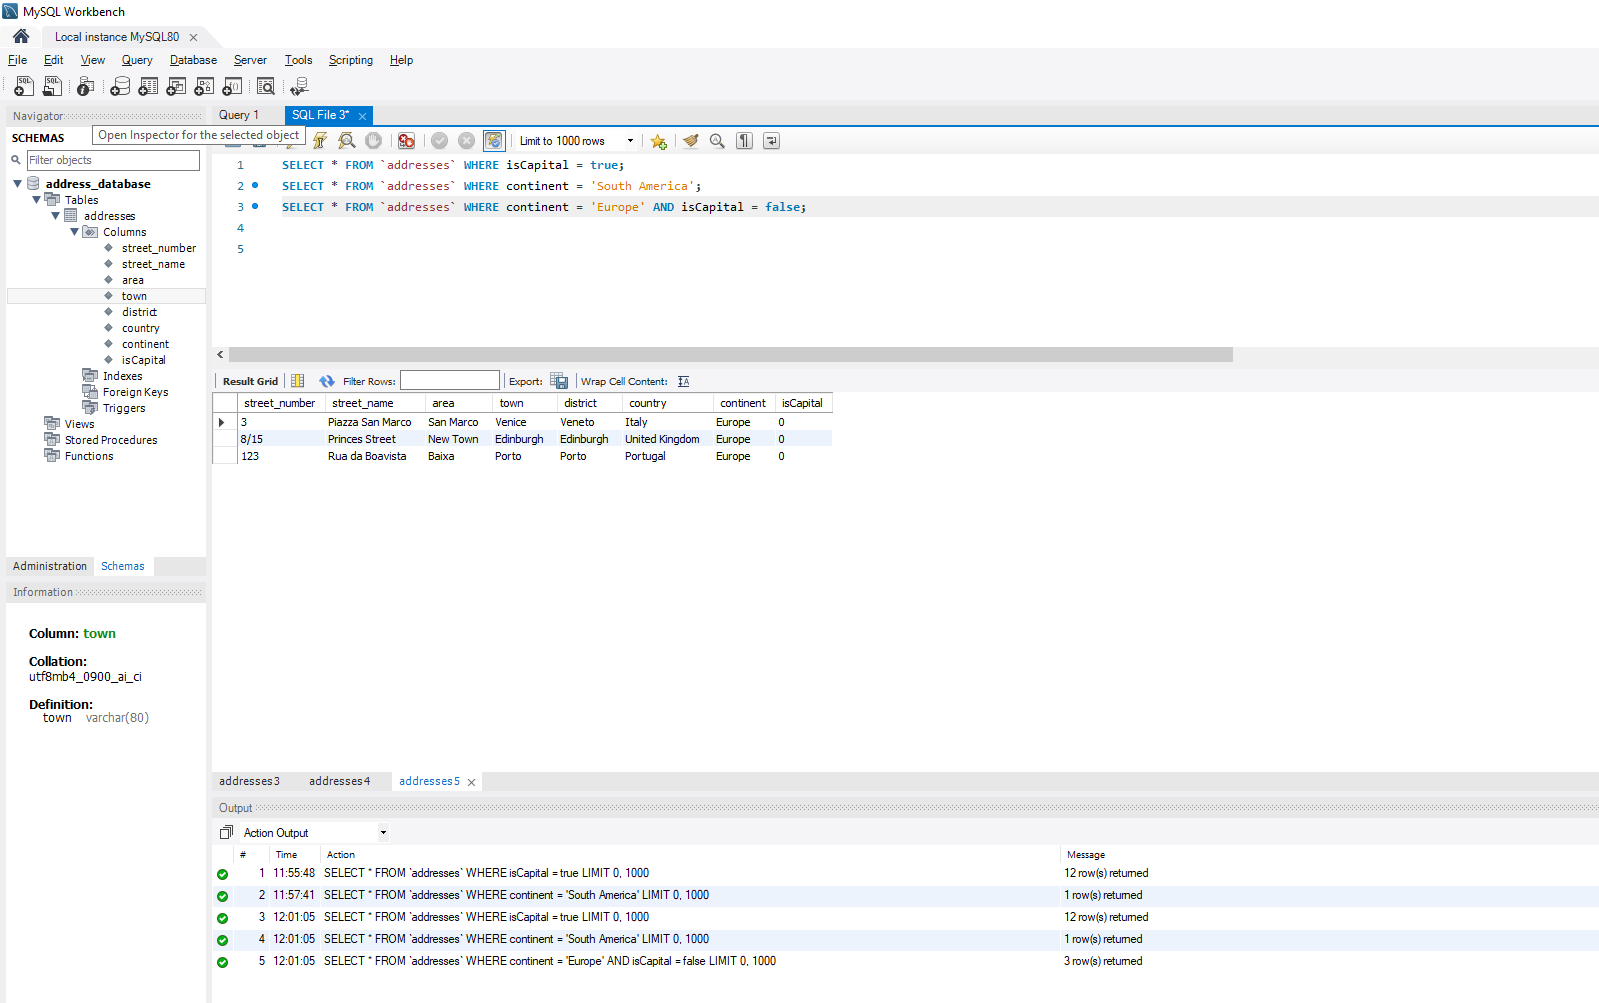 MySQL Workbench
Local instance MySQL80
File Edit View Query Database Server Tools Scripting Help
Navigator
Query 1 SQL File 3*
SCHEMAS
Open Inspector for the selected object
Limit to 1000 rows
Filter objects
address_database
Tables
addresses
Columns
street_number
street_name
area
town
district
country
continent
isCapital
Indexes
Foreign Keys
Triggers
Views
Stored Procedures
Functions
1 SELECT * FROM `addresses` WHERE isCapital = true;
2 SELECT * FROM `addresses` WHERE continent = 'South America';
3 SELECT * FROM `addresses` WHERE continent = 'Europe' AND isCapital = false;
4
5
Result Grid Filter Rows: Export: Wrap Cell Content:
street_number street_name area town district country continent isCapital
3 Piazza San Marco San Marco Venice Veneto Italy Europe 0
8/15 Princes Street New Town Edinburgh Edinburgh United Kingdom Europe 0
123 Rua da Boavista Baixa Porto Porto Portugal Europe 0
Administration Schemas
Information
Column: town
Collation:
utf8mb4_0900_ai_ci
Definition:
town varchar(80)
addresses3 addresses4 addresses5
Output
Action Output
# Time Action Message
1 11:55:48 SELECT * FROM `addresses` WHERE isCapital = true LIMIT 0, 1000 12 row(s) returned
2 11:57:41 SELECT * FROM `addresses` WHERE continent = 'South America' LIMIT 0, 1000 1 row(s) returned
3 12:01:05 SELECT * FROM `addresses` WHERE isCapital = true LIMIT 0, 1000 12 row(s) returned
4 12:01:05 SELECT * FROM `addresses` WHERE continent = 'South America' LIMIT 0, 1000 1 row(s) returned
5 12:01:05 SELECT * FROM `addresses` WHERE continent = 'Europe' AND isCapital = false LIMIT 0, 1000 3 row(s) returned